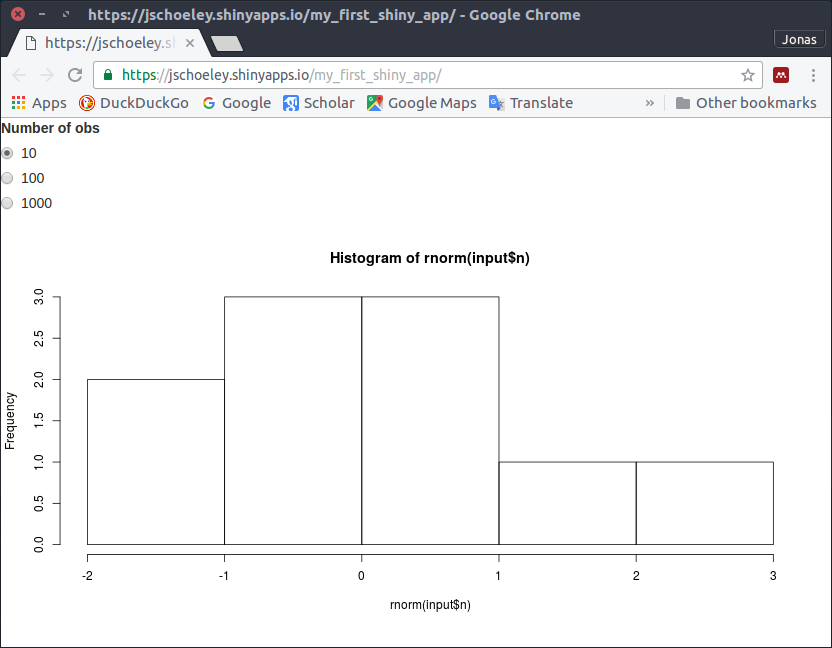 https://jschoeley.shinyapps.io/my_first_shiny_app/ - Google Chrome
https://jschoeley.sh
Jonas
https://jschoeley.shinyapps.io/my_first_shiny_app/
Apps DuckDuckGo Google Scholar Google Maps Translate » Other bookmarks
Number of obs
10
100
1000
Histogram of rnorm(input$n)
Frequency
3.0
2.5
2.0
1.5
1.0
0.5
0.0
-2 -1 0 1 2 3
rnorm(input$n)